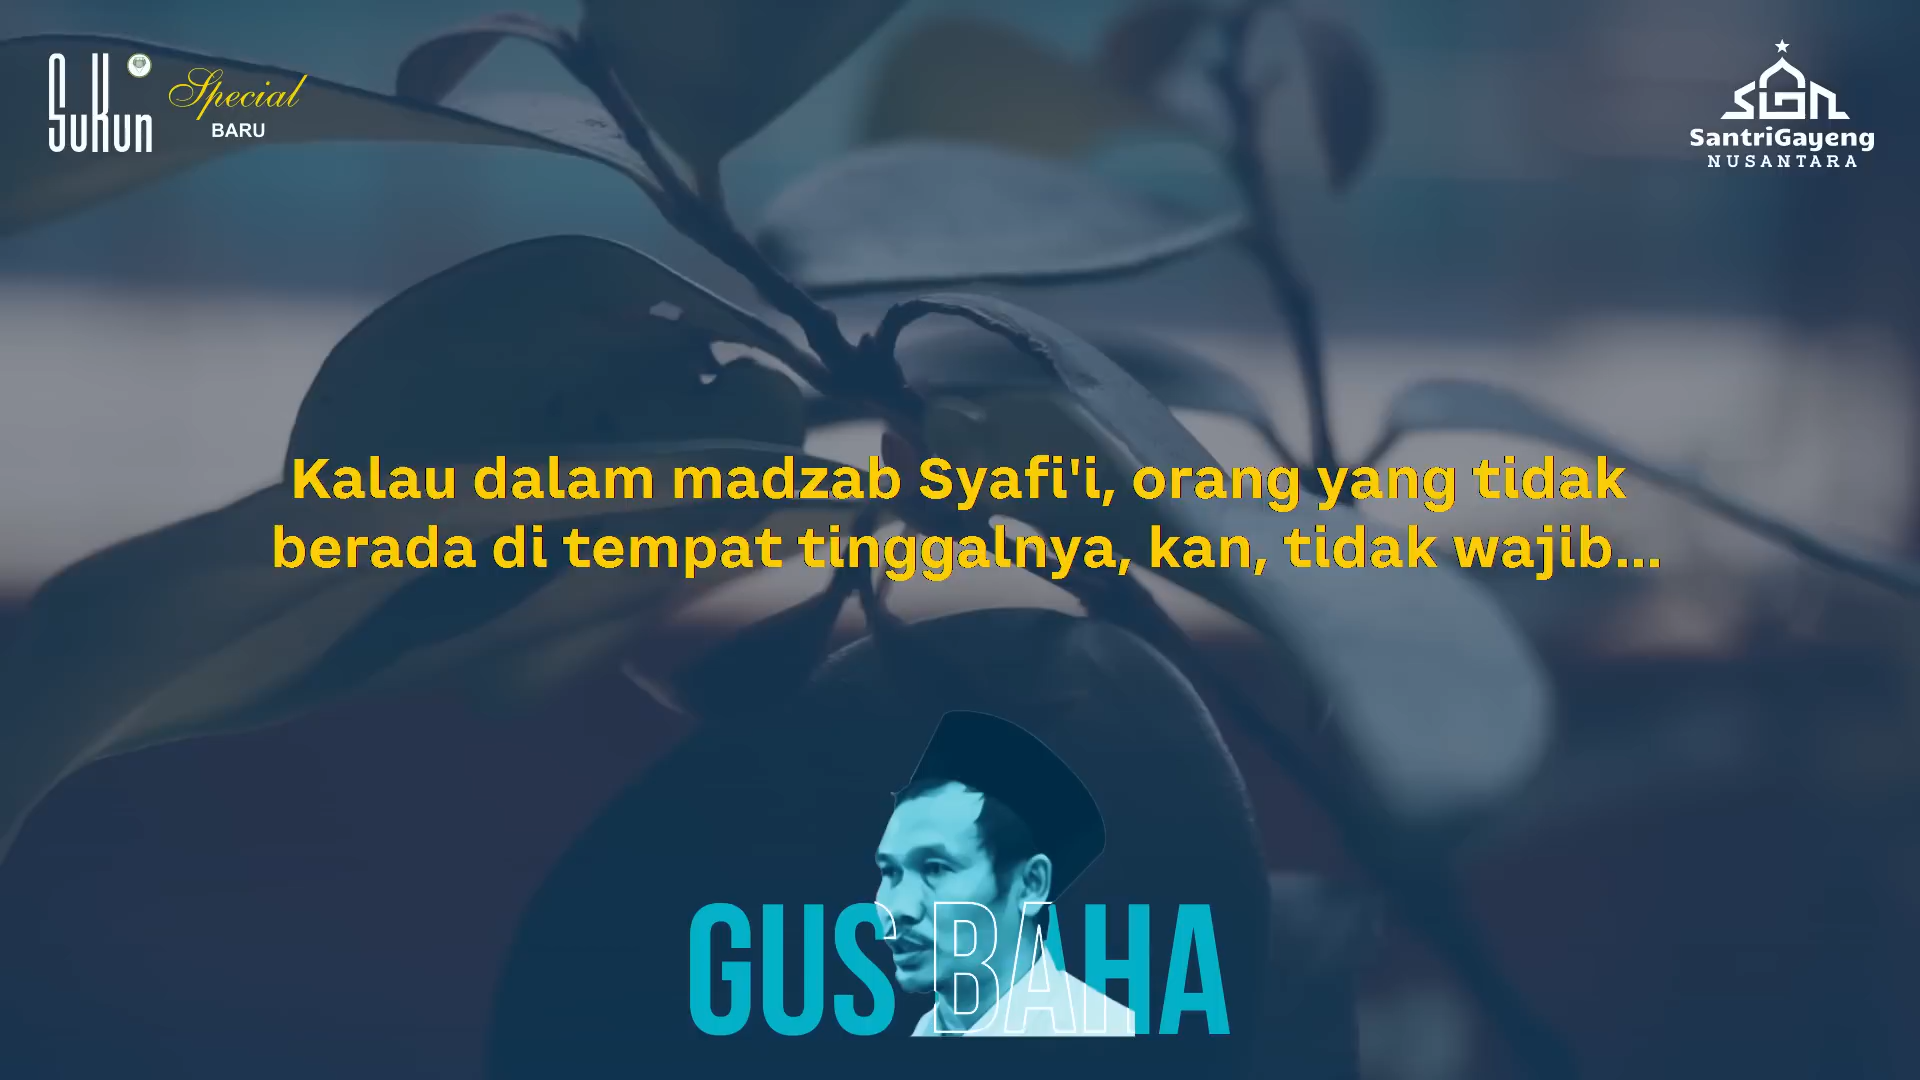 Sukun
Special
BARU
SIGN
SantriGayeng
NUSANTARA
Kalau dalam madzab Syafi'i, orang yang tidak
berada di tempat tinggalnya, kan, tidak wajib...
GUS BAHA